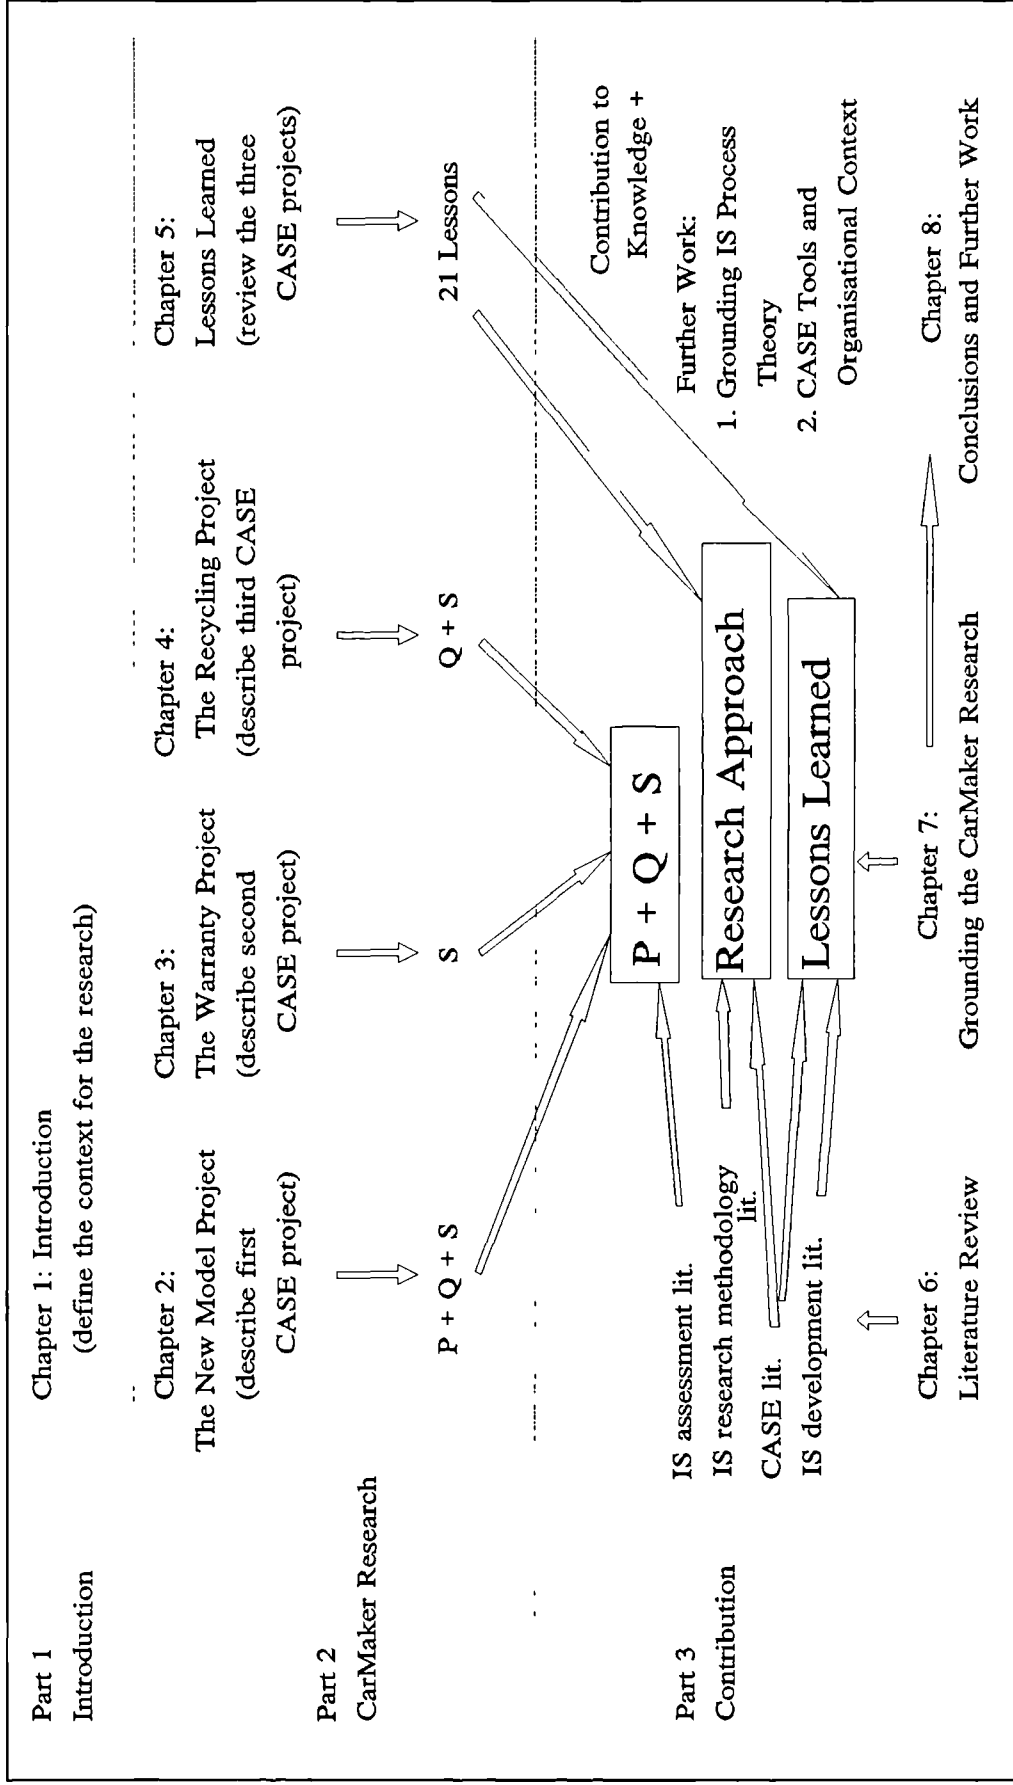 Part 1
Introduction
Chapter 1: Introduction
(define the context for the research)
Part 2
CarMaker Research
Chapter 2:
The New Model Project
(describe first
CASE project)
P + Q + S
Chapter 3:
The Warranty Project
(describe second
CASE project)
S
Chapter 4:
The Recycling Project
(describe third CASE
project)
Q + S
Chapter 5:
Lessons Learned
(review the three
CASE projects)
21 Lessons
Part 3
Contribution
IS assessment lit.
IS research methodology
lit.
CASE lit.
IS development lit.
Chapter 6:
Literature Review
P + Q + S
Research Approach
Lessons Learned
Chapter 7:
Grounding the CarMaker Research
Contribution to
Knowledge +
Further Work:
1. Grounding IS Process
Theory
2. CASE Tools and
Organisational Context
Chapter 8:
Conclusions and Further Work